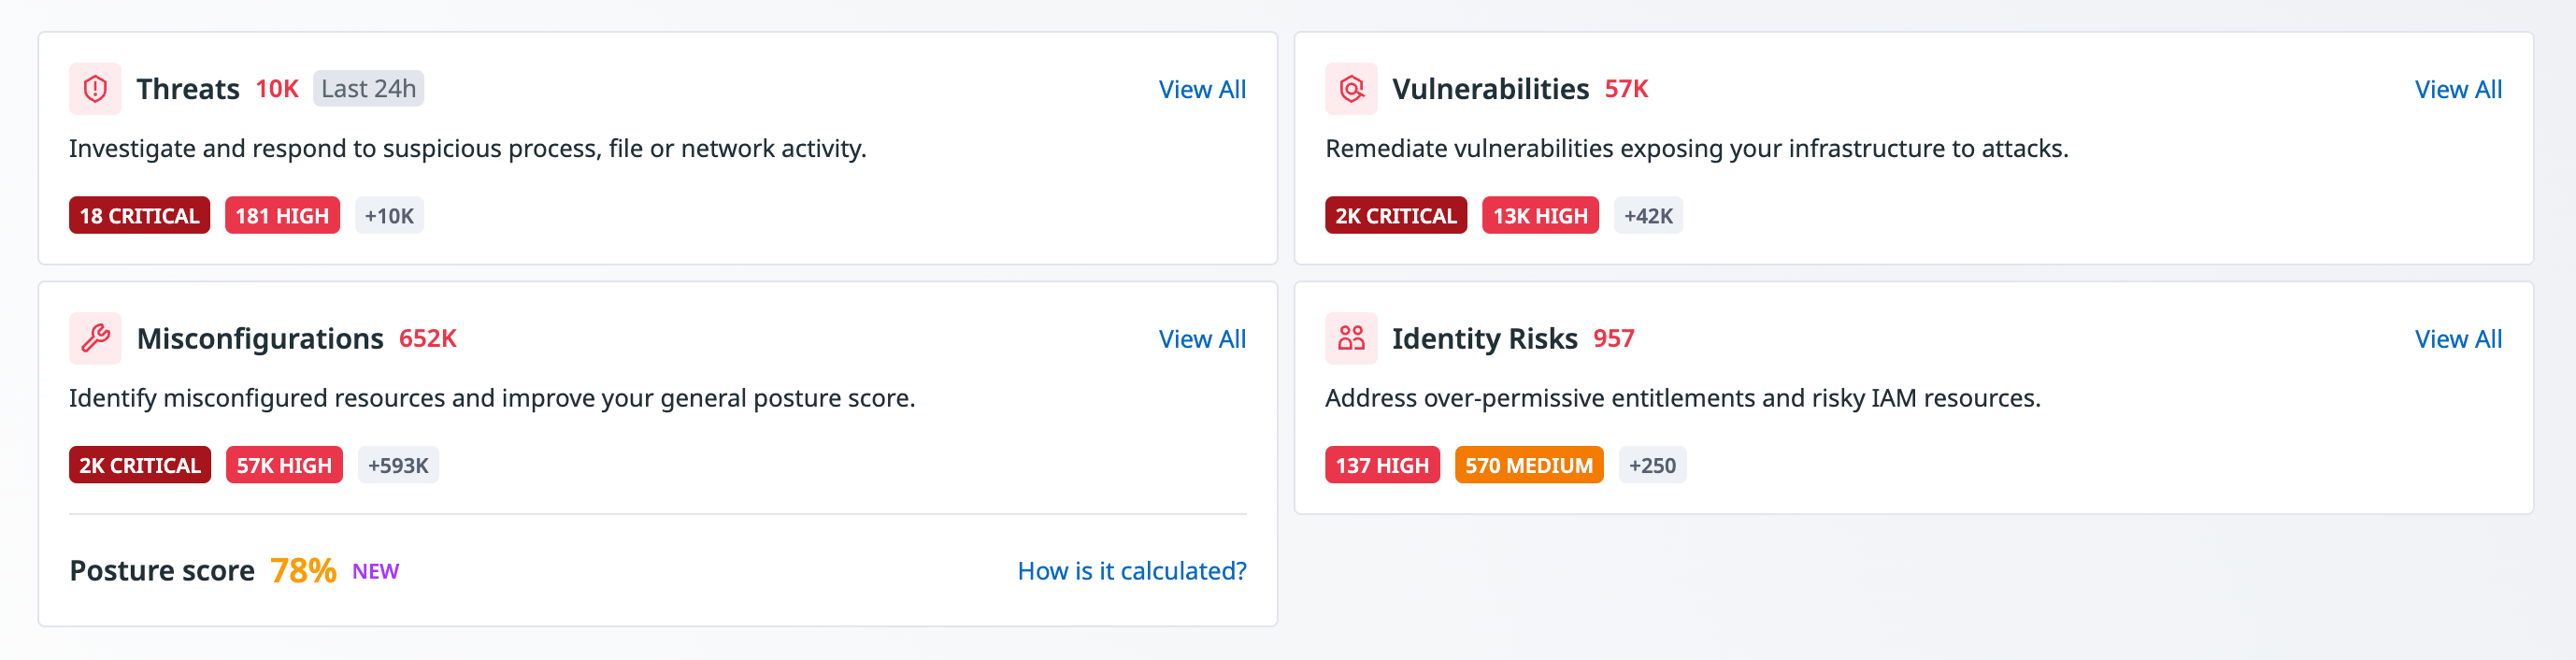 Threats 10K Last 24h View All
Investigate and respond to suspicious process, file or network activity.
18 CRITICAL 181 HIGH +10K
Vulnerabilities 57K View All
Remediate vulnerabilities exposing your infrastructure to attacks.
2K CRITICAL 13K HIGH +42K
Misconfigurations 652K View All
Identify misconfigured resources and improve your general posture score.
2K CRITICAL 57K HIGH +593K
Posture score 78% NEW How is it calculated?
Identity Risks 957 View All
Address over-permissive entitlements and risky IAM resources.
137 HIGH 570 MEDIUM +250